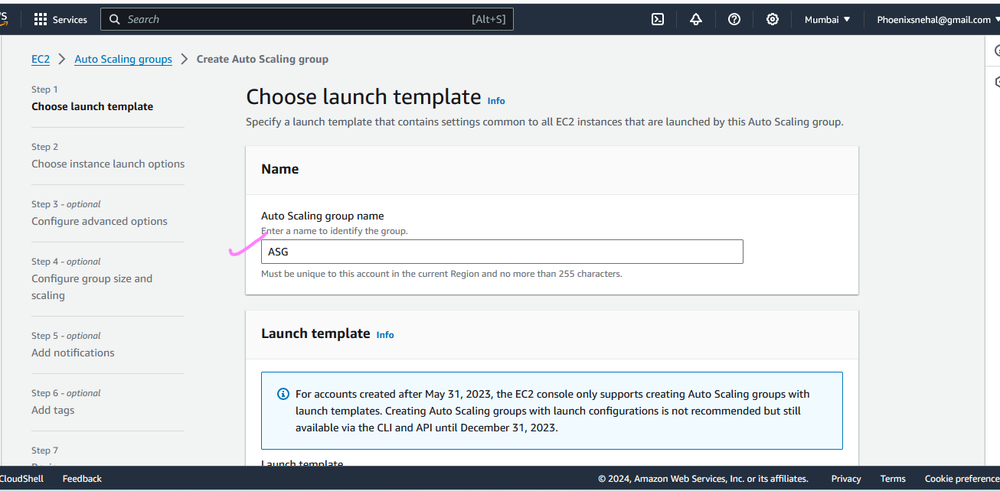 Services
Search
[Alt+S]
Mumbai
Phoenixsnehal@gmail.com
EC2
Auto Scaling groups
Create Auto Scaling group
Step 1
Choose launch template
Step 2
Choose instance launch options
Step 3 - optional
Configure advanced options
Step 4 - optional
Configure group size and
scaling
Step 5 - optional
Add notifications
Step 6 - optional
Add tags
Step 7
Choose launch template Info
Specify a launch template that contains settings common to all EC2 instances that are launched by this Auto Scaling group.
Name
Auto Scaling group name
Enter a name to identify the group.
ASG
Must be unique to this account in the current Region and no more than 255 characters.
Launch template Info
For accounts created after May 31, 2023, the EC2 console only supports creating Auto Scaling groups with
launch templates. Creating Auto Scaling groups with launch configurations is not recommended but still
available via the CLI and API until December 31, 2023.
Launch template
CloudShell
Feedback
© 2024, Amazon Web Services, Inc. or its affiliates.
Privacy
Terms
Cookie preference